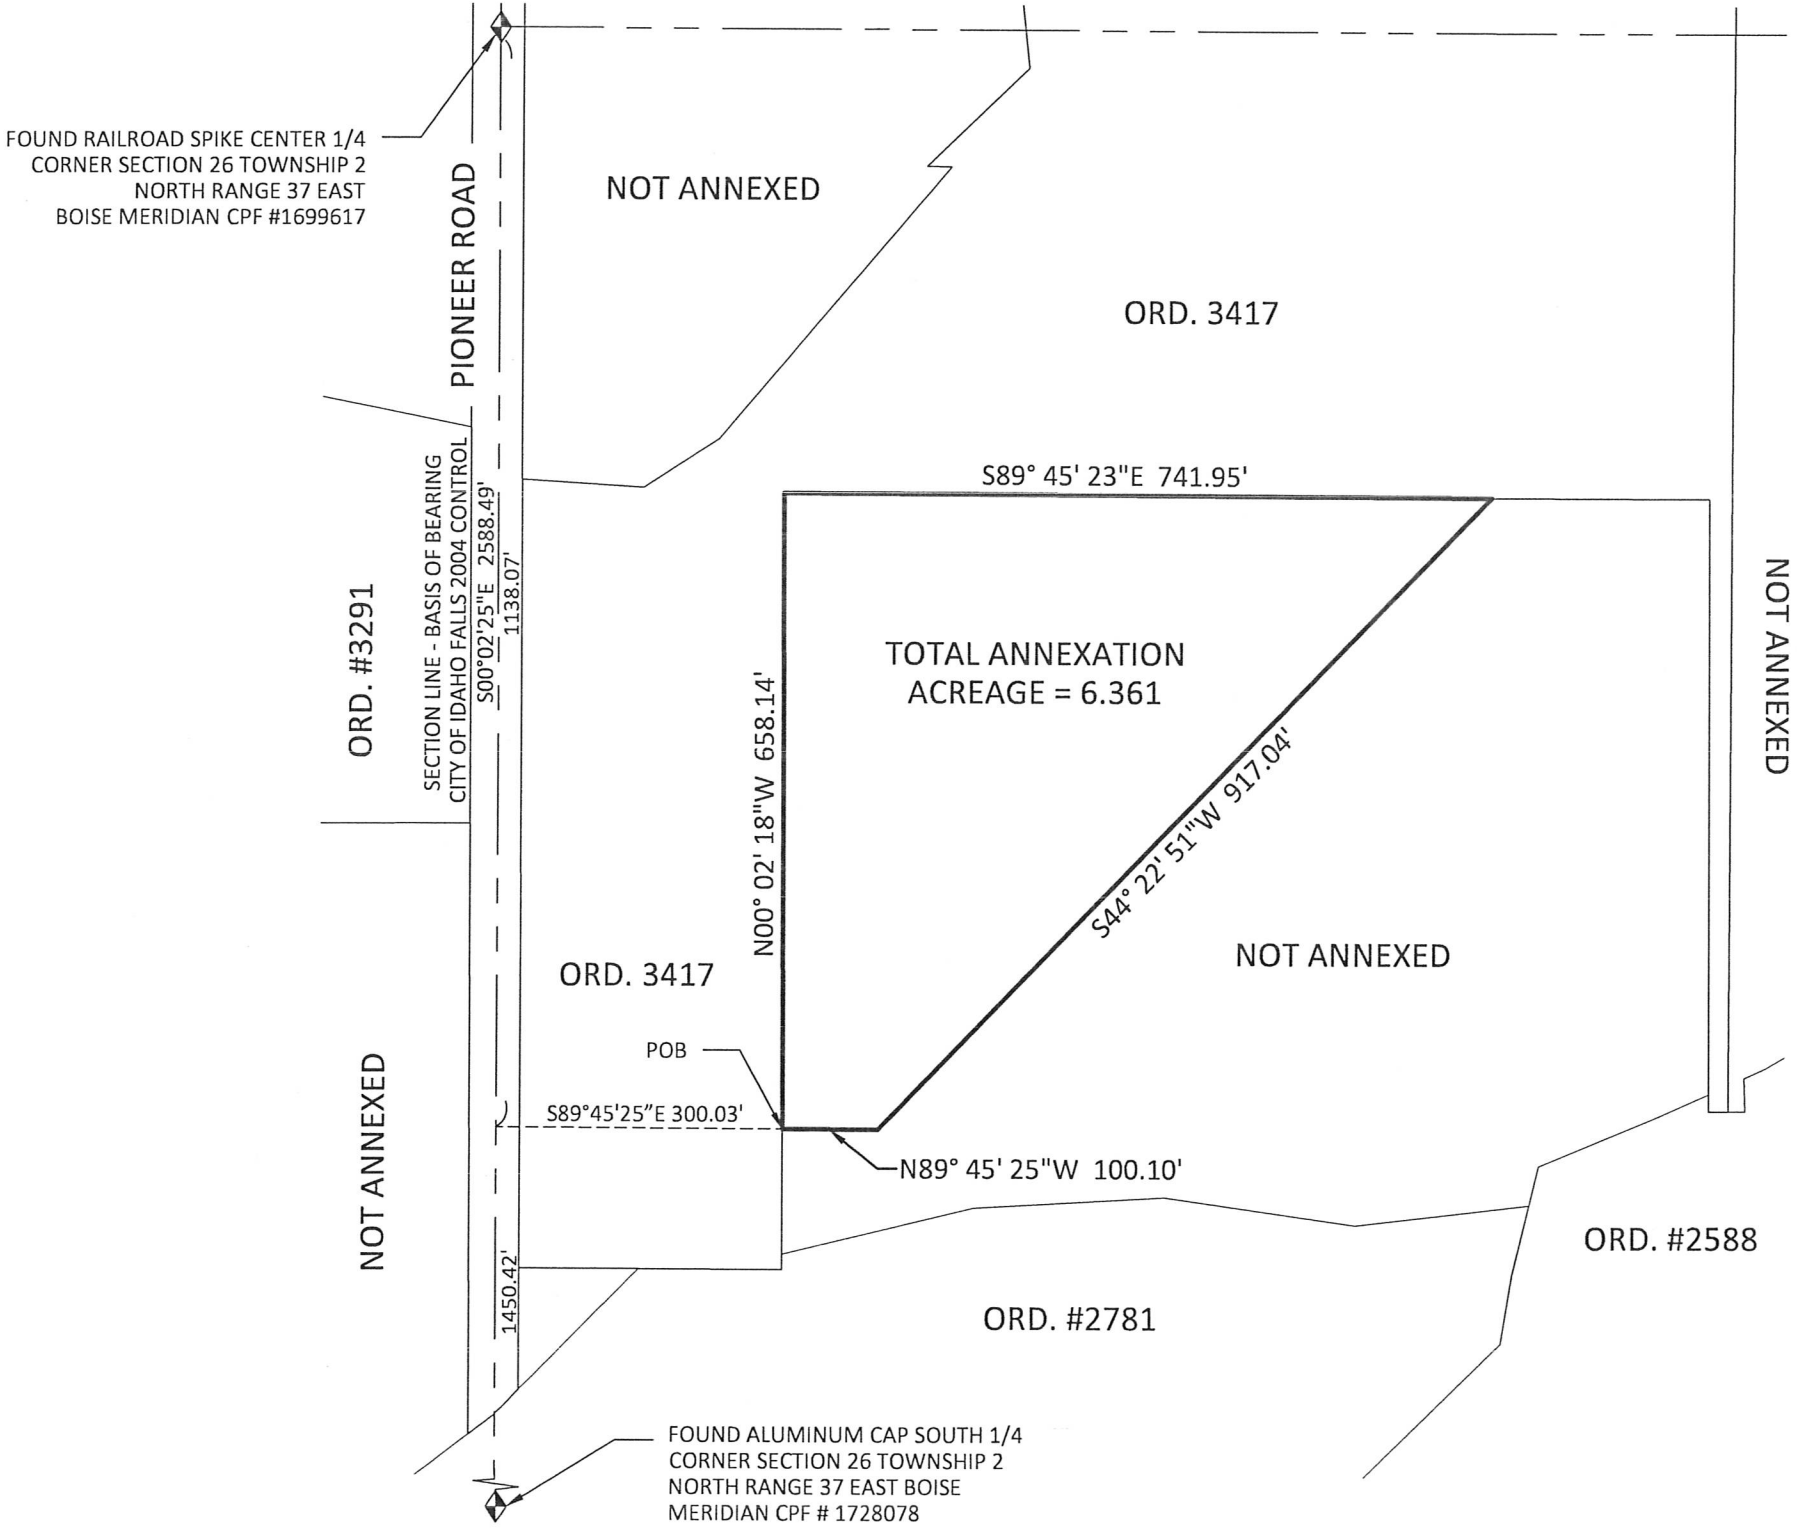 FOUND RAILROAD SPIKE CENTER 1/4
CORNER SECTION 26 TOWNSHIP 2
NORTH RANGE 37 EAST
BOISE MERIDIAN CPF #1699617
PIONEER ROAD
NOT ANNEXED
ORD. 3417
S89° 45' 23"E 741.95'
SECTION LINE - BASIS OF BEARING
CITY OF IDAHO FALLS 2004 CONTROL
S00°02'25"E 2588.49'
1138.07'
ORD. #3291
NOT ANNEXED
TOTAL ANNEXATION
ACREAGE = 6.361
N00° 02' 18"W 658.14'
S44° 22' 51"W 917.04'
NOT ANNEXED
ORD. 3417
POB
S89°45'25"E 300.03'
N89° 45' 25"W 100.10'
NOT ANNEXED
1450.42'
ORD. #2588
ORD. #2781
FOUND ALUMINUM CAP SOUTH 1/4
CORNER SECTION 26 TOWNSHIP 2
NORTH RANGE 37 EAST BOISE
MERIDIAN CPF # 1728078